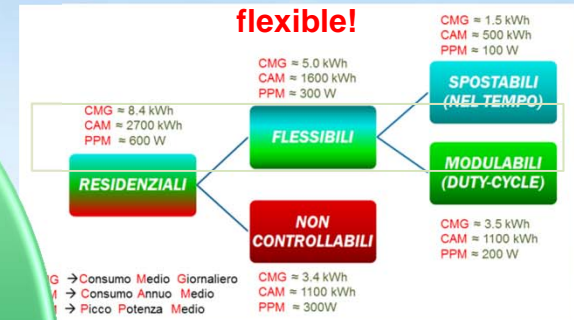 flexible!
CMG ≈ 1.5 kWh
CAM ≈ 500 kWh
PPM ≈ 100 W
CMG ≈ 5.0 kWh
CAM ≈ 1600 kWh
PPM ≈ 300 W
SPOSTABILI
(NEL TEMPO)
CMG ≈ 8.4 kWh
CAM ≈ 2700 kWh
PPM ≈ 600 W
FLESSIBILI
RESIDENZIALI
MODULABILI
(DUTY-CYCLE)
NON
CONTROLLABILI
CMG ≈ 3.5 kWh
CAM ≈ 1100 kWh
PPM ≈ 200 W
CMG ≈ 3.4 kWh
CAM ≈ 1100 kWh
PPM ≈ 300W
G →Consumo Medio Giornaliero
→ Consumo Annuo Medio
→ Picco Potenza Medio